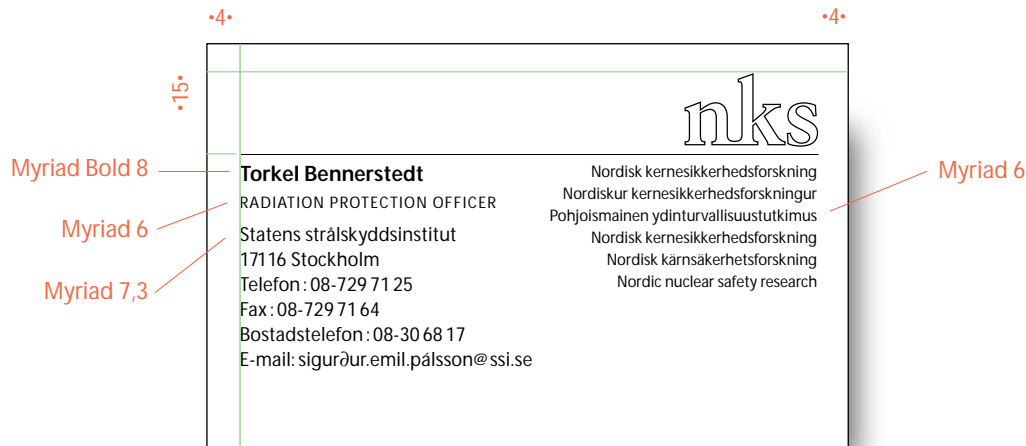 •4•
•4•
•15•
nks
Myriad Bold 8
Torkel Bennerstedt
RADIATION PROTECTION OFFICER
Myriad 6
Statens strålskyddsinstitut
17116 Stockholm
Myriad 7,3
Telefon: 08-729 71 25
Fax: 08-729 71 64
Bostadstelefon: 08-30 68 17
E-mail: sigur∂ur.emil.pálsson@ssi.se
Nordisk kernesikkerhedsforskning
Nordiskur kernesikkerhedsforskningur
Pohjoismainen ydinturvallisuustutkimus
Nordisk kernesikkerhedsforskning
Nordisk kärnsäkerhetsforskning
Nordic nuclear safety research
Myriad 6